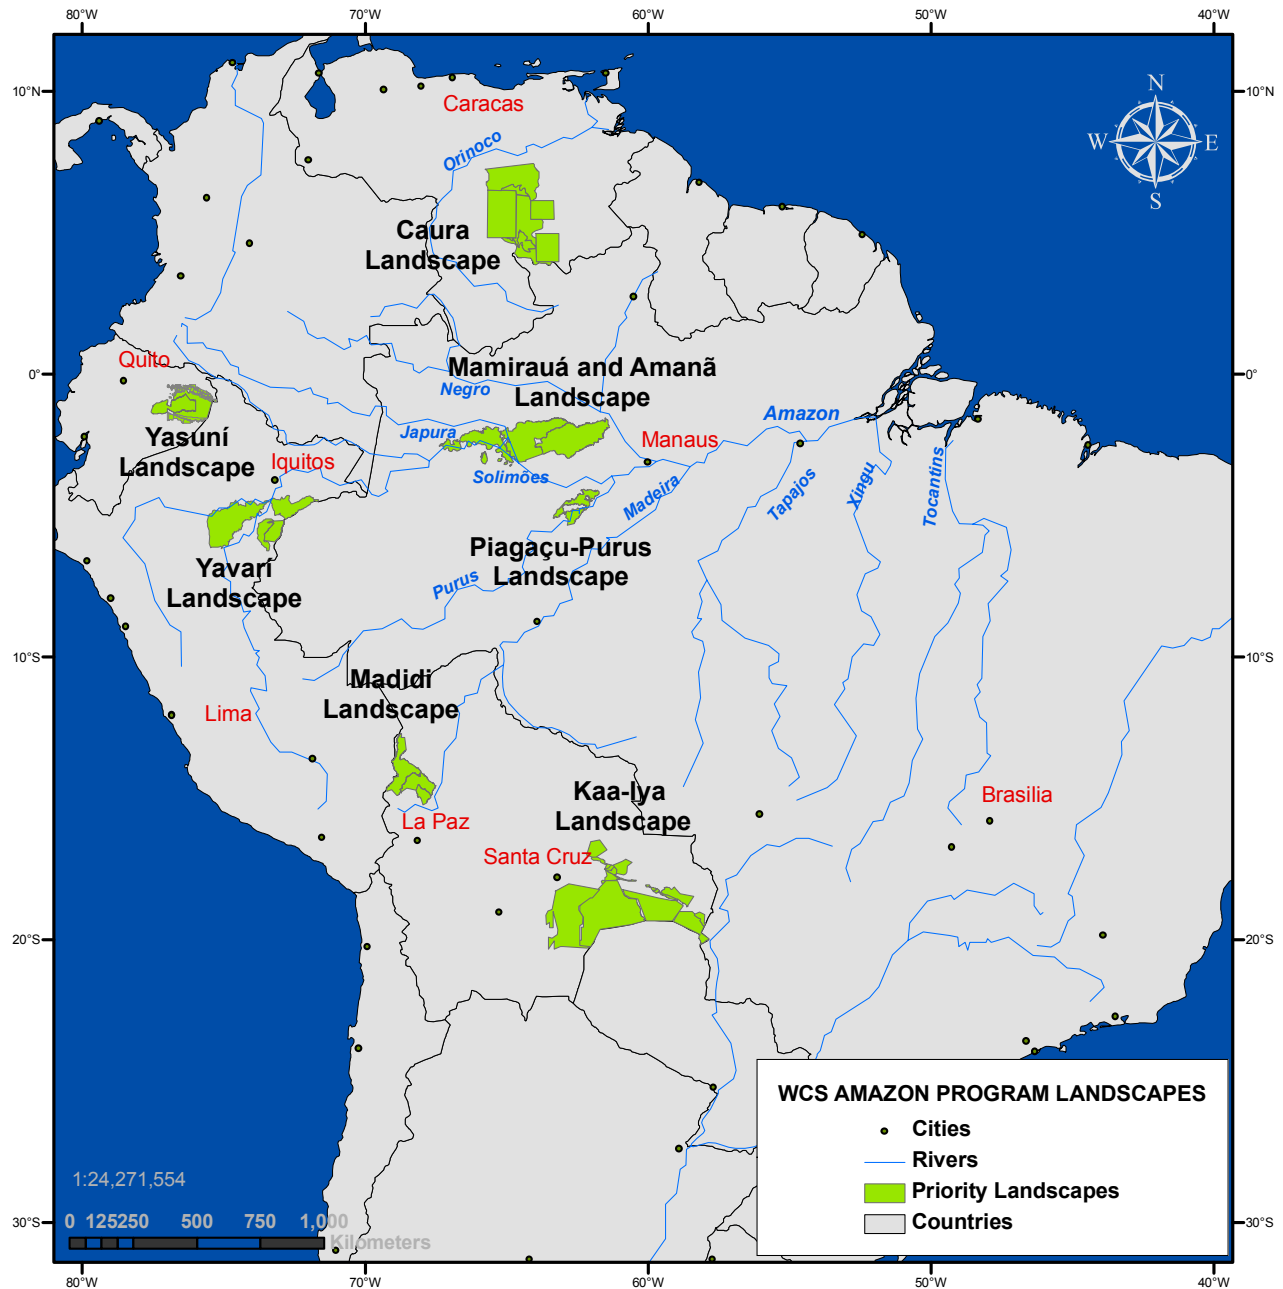 80°W 70°W 60°W 50°W 40°W
10°N 10°N
N
W E
S
Caracas
Orinoco
Caura
Landscape
Quito
0° 0°
Mamirauá and Amanã
Landscape
Negro
Amazon
Japura
Manaus
Yasuní
Landscape
Iquitos
Solimões
Madeira
Tapajos
Xingu
Tocantins
Piagaçu-Purus
Landscape
Yavarí
Landscape
Purus
10°S 10°S
Madidi
Landscape
Lima
Kaa-Iya
Landscape
Brasilia
La Paz
Santa Cruz
20°S 20°S
WCS AMAZON PROGRAM LANDSCAPES
Cities
Rivers
Priority Landscapes
Countries
1:24,271,554
0 125250 500 750 1,000
Kilometers
30°S 30°S
80°W 70°W 60°W 50°W 40°W